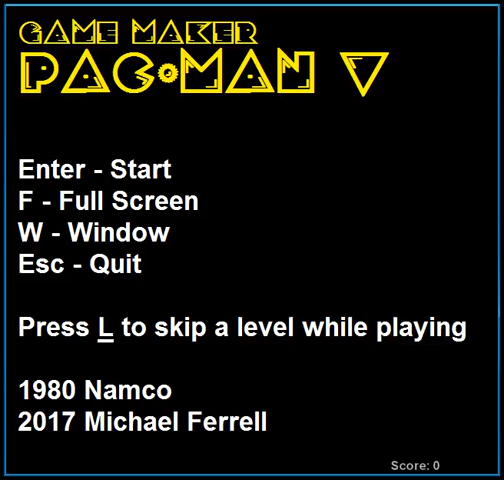 GAME MAKER
PAC-MAN V
Enter - Start
F - Full Screen
W - Window
Esc - Quit
Press L to skip a level while playing
1980 Namco
2017 Michael Ferrell
Score: 0